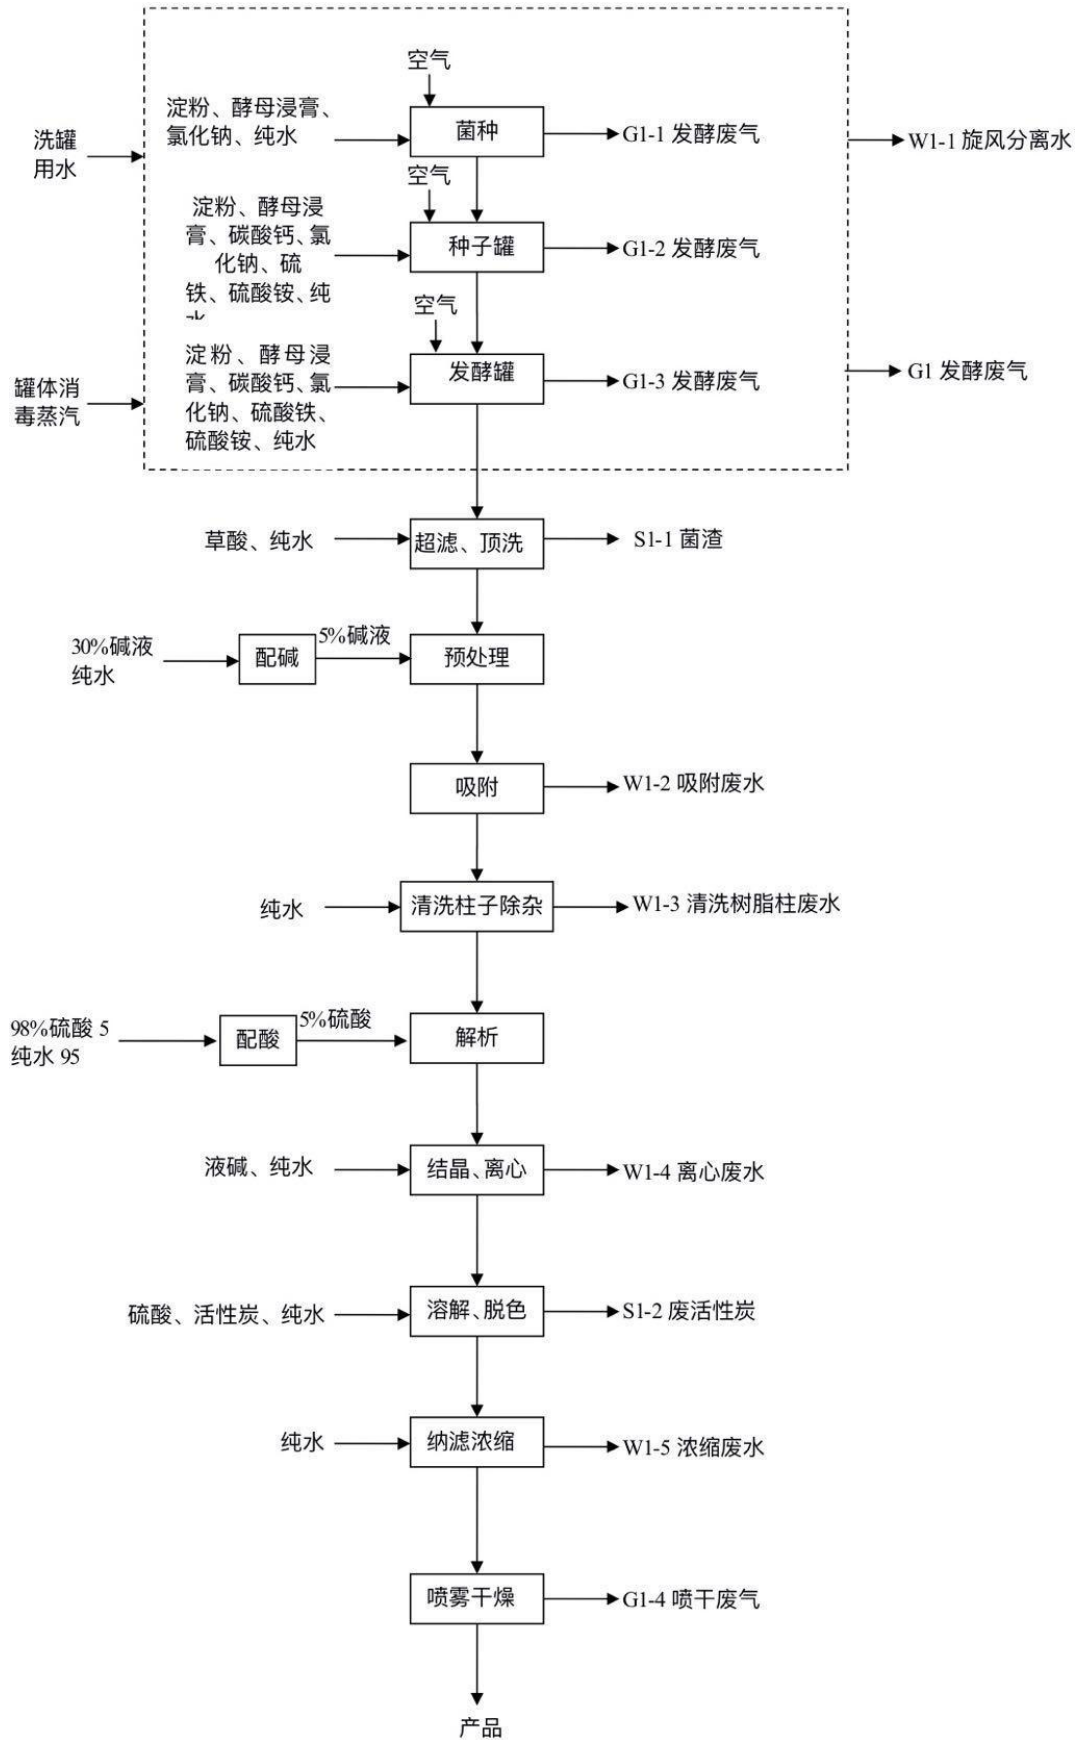 空气
淀粉、酵母浸膏、
氯化钠、纯水
菌种
G1-1 发酵废气
洗罐
用水
W1-1 旋风分离水
空气
淀粉、酵母浸
膏、碳酸钙、氯
化钠、硫
铁、硫酸铵、纯
种子罐
G1-2 发酵废气
空气
淀粉、酵母浸
膏、碳酸钙、氯
化钠、硫酸铁、
硫酸铵、纯水
发酵罐
G1-3 发酵废气
罐体消
毒蒸汽
G1 发酵废气
草酸、纯水
超滤、顶洗
S1-1 菌渣
30%碱液
纯水
配碱
5%碱液
预处理
吸附
W1-2 吸附废水
纯水
清洗柱子除杂
W1-3 清洗树脂柱废水
98%硫酸 5
纯水 95
配酸
5%硫酸
解析
液碱、纯水
结晶、离心
W1-4 离心废水
硫酸、活性炭、纯水
溶解、脱色
S1-2 废活性炭
纯水
纳滤浓缩
W1-5 浓缩废水
喷雾干燥
G1-4 喷干废气
产品